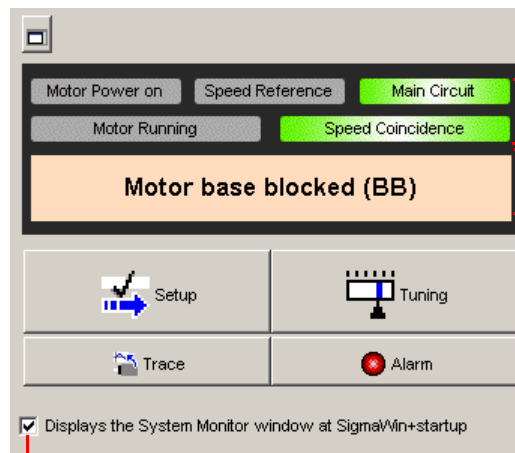 Motor Power on Speed Reference Main Circuit
Motor Running Speed Coincidence
Motor base blocked (BB)
Setup Tuning
Trace Alarm
Displays the System Monitor window at SigmaWin+startup